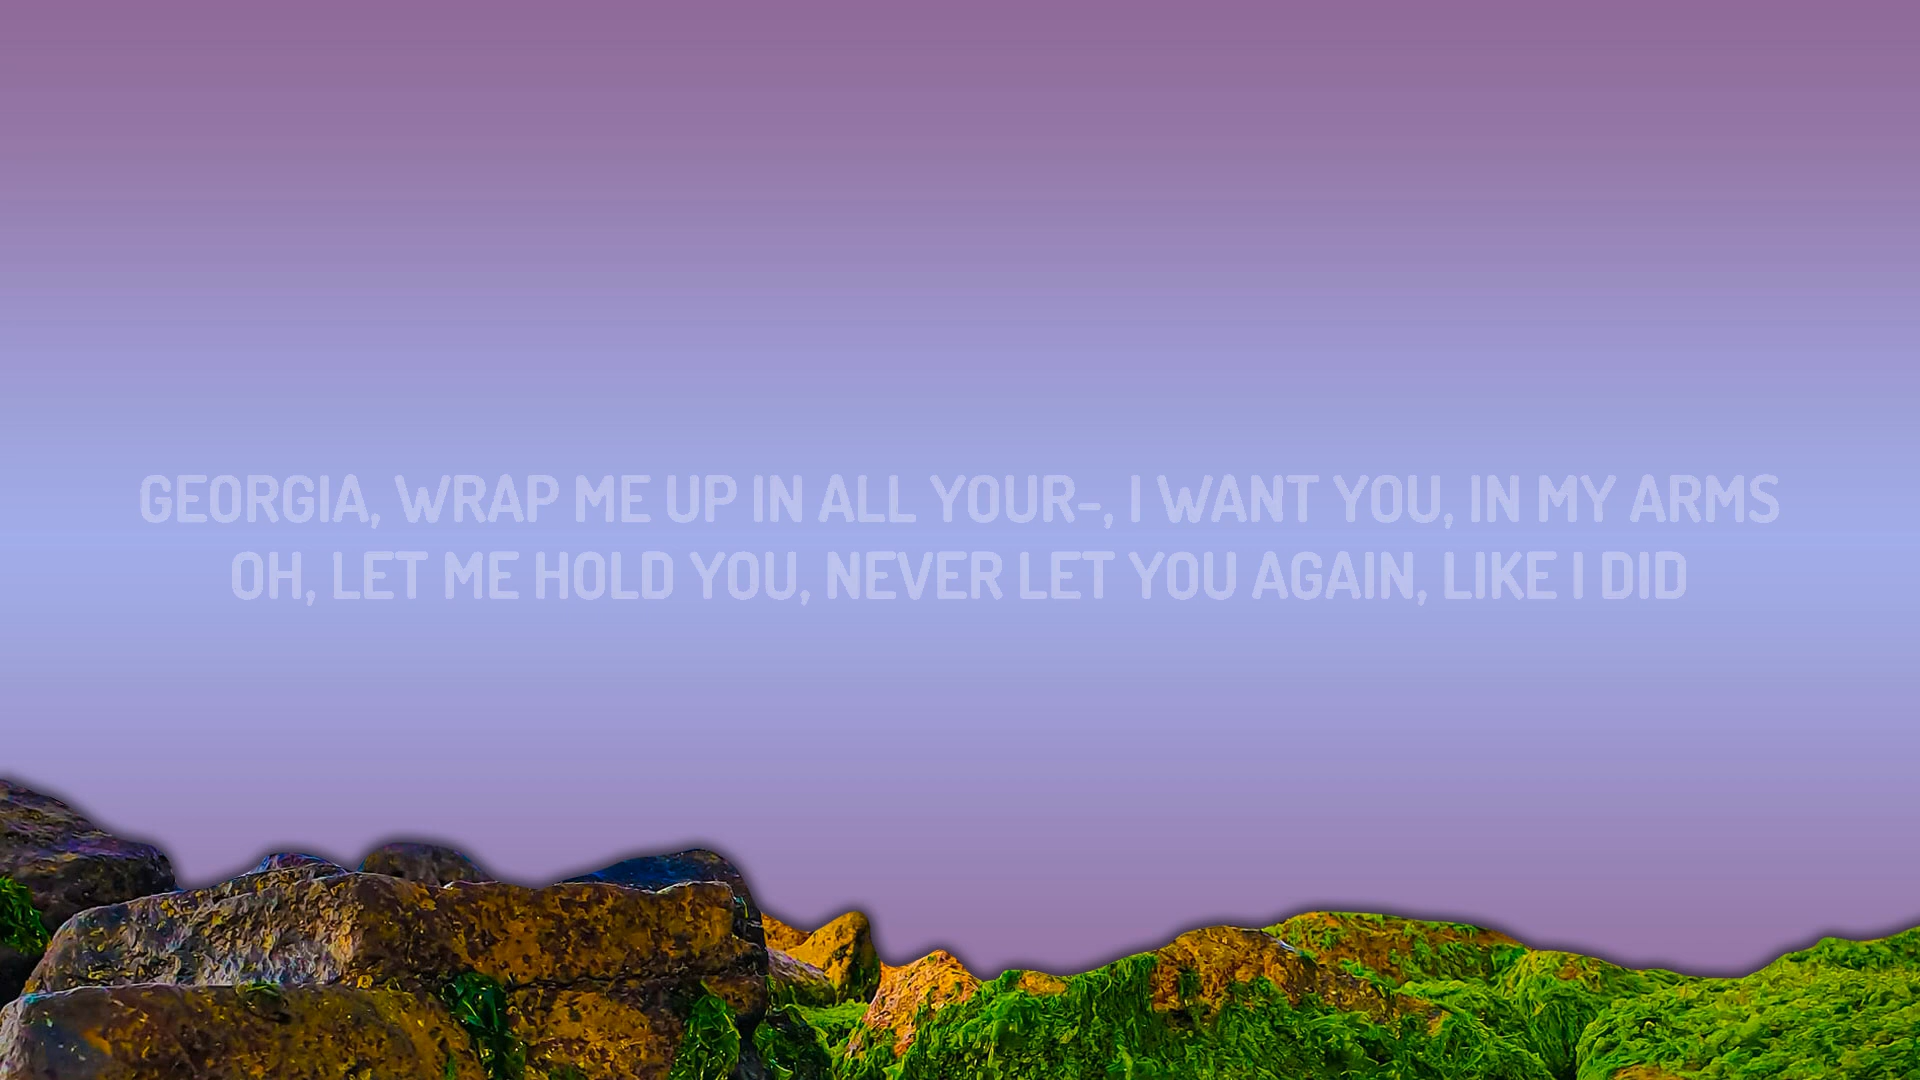 GEORGIA, WRAP ME UP IN ALL YOUR-, I WANT YOU, IN MY ARMS
OH, LET ME HOLD YOU, NEVER LET YOU AGAIN, LIKE I DID